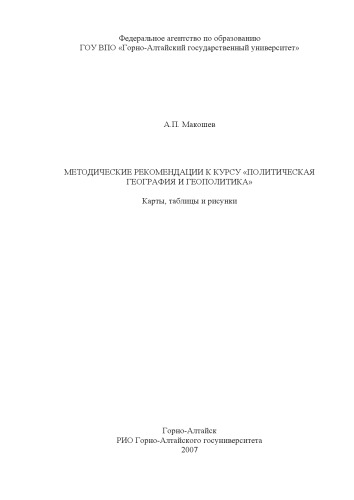 Федеральное агентство по образованию
ГОУ ВПО «Горно-Алтайский государственный университет»
А.П. Макошев
МЕТОДИЧЕСКИЕ РЕКОМЕНДАЦИИ К КУРСУ «ПОЛИТИЧЕСКАЯ
ГЕОГРАФИЯ И ГЕОПОЛИТИКА»
Карты, таблицы и рисунки
Горно-Алтайск
РИО Горно-Алтайского госуниверситета
2007